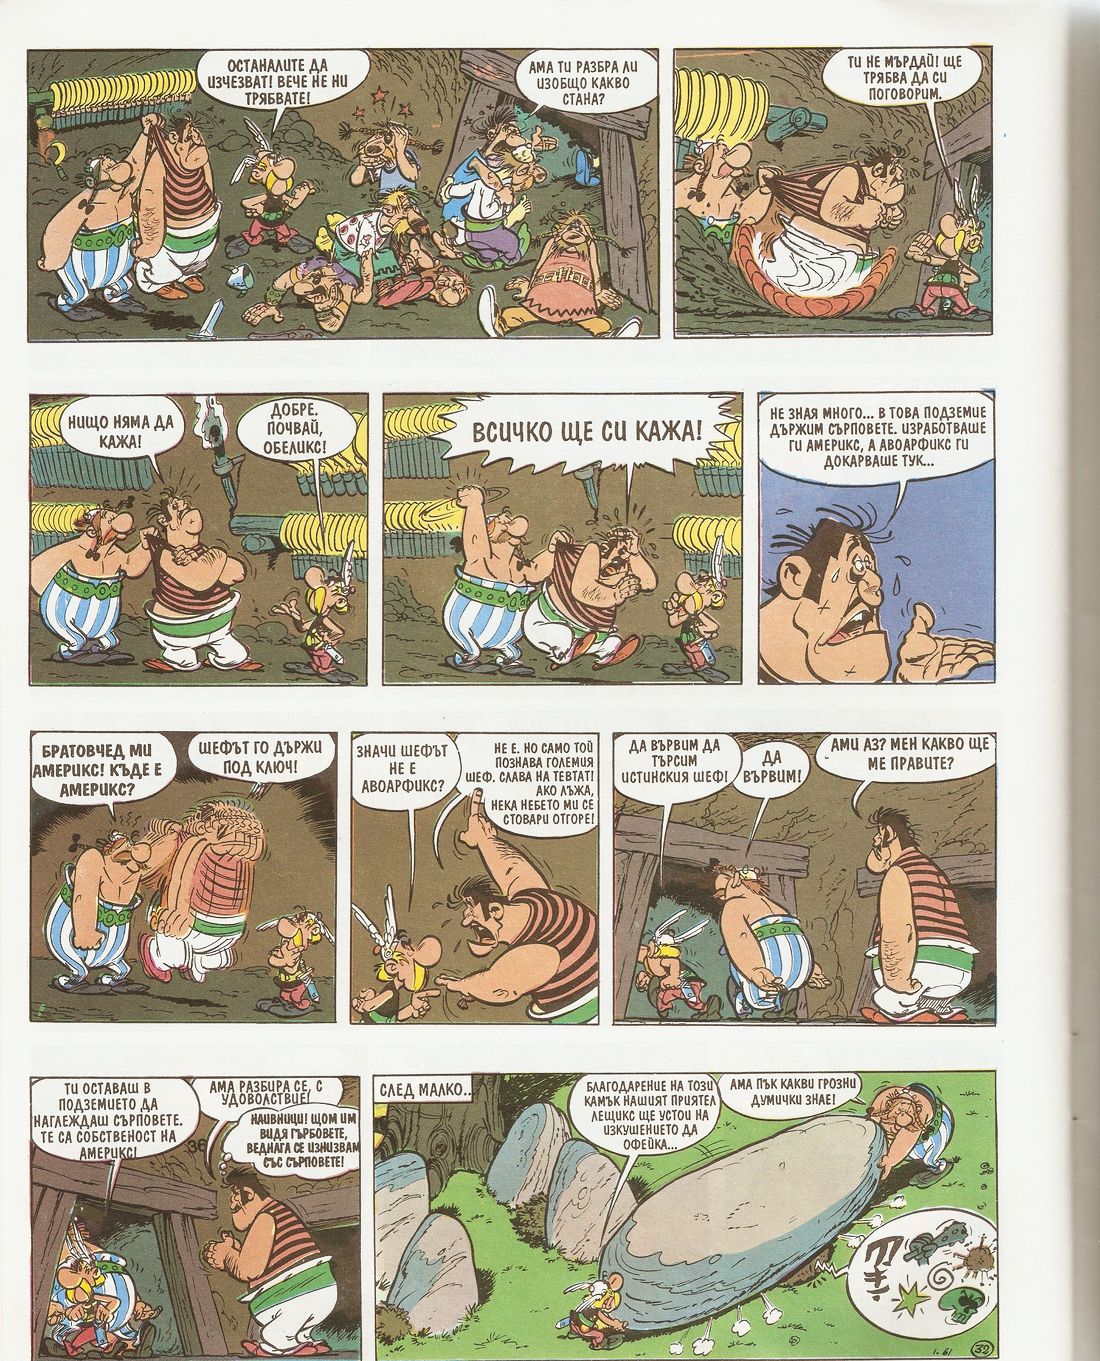 ОСТАНАЛИТЕ ДА
ИЗЧЕЗВАТ! ВЕЧЕ НЕ НИ
ТРЯБВАТЕ!
АМА ТИ РАЗБРА ЛИ
ИЗОБЩО КАКВО
СТАНА?
ТИ НЕ МЪРДАЙ! ЩЕ
ТРЯБВА ДА СИ
ПОГОВОРИМ.
НИЩО НЯМА ДА
КАЖА!
ДОБРЕ.
ПОЧВАЙ,
ОБЕЛИКС!
ВСИЧКО ЩЕ СИ КАЖА!
НЕ ЗНАЯ МНОГО... В ТОВА ПОДЗЕМИЕ
ДЪРЖИМ СЪРПОВЕТЕ. ИЗРАБОТВАШЕ
ГИ АМЕРИКС, А АВОАРФИКС ГИ
ДОКАРВАШЕ ТУК...
БРАТОВЧЕД МИ
АМЕРИКС! КЪДЕ Е
АМЕРИКС?
ШЕФЪТ ГО ДЪРЖИ
ПОД КЛЮЧ!
ЗНАЧИ ШЕФЪТ
НЕ Е
АВОАРФИКС?
НЕ Е. НО САМО ТОЙ
ПОЗНАВА ГОЛЕМИЯ
ШЕФ. СЛАВА НА ТЕВТАТ!
АКО ЛЪЖА,
НЕКА НЕБЕТО МИ СЕ
СТОВАРИ ОТГОРЕ!
ДА ВЪРВИМ ДА
ТЪРСИМ
ИСТИНСКИЯ ШЕФ!
ДА
ВЪРВИМ!
АМИ АЗ? МЕН КАКВО ЩЕ
МЕ ПРАВИТЕ?
ТИ ОСТАВАШ В
ПОДЗЕМИЕТО ДА
НАГЛЕЖДАШ СЪРПОВЕТЕ.
ТЕ СА СОБСТВЕНОСТ НА
АМЕРИКС!
АМА РАЗБИРА СЕ, С
УДОВОЛСТВИЕ!
НАИВНИЦИ! ЩОМ ИМ
ВИДЯ ГЪРБОВЕТЕ,
ВЕДНАГА СЕ ИЗНИЗВАМ
СЪС СЪРПОВЕТЕ!
СЛЕД МАЛКО..
БЛАГОДАРЕНИЕ НА ТОЗИ
КАМЪК НАШИЯТ ПРИЯТЕЛ
ЛЕЩИКС ЩЕ УСТОИ НА
ИЗКУШЕНИЕТО ДА
ОФЕЙКА...
АМА ПЪК КАКВИ ГРОЗНИ
ДУМИЧКИ ЗНАЕ!
1-61
32